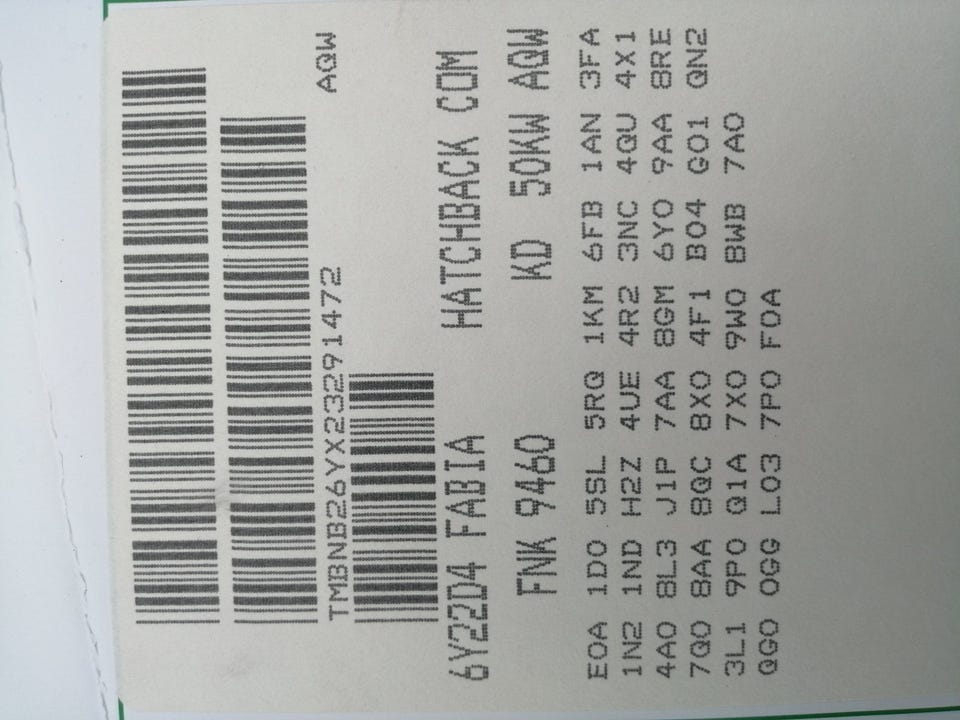 AQW
TMBNB26YX23291472
6Y22D4 FABIA HATCHBACK COM
FNK 9460 KD 50KW AQW
E0A 1D0 5SL 5RQ 1KM 6FB 1AN 3FA
1N2 1ND H2Z 4UE 4R2 3NC 4QU 4X1
4A0 8L3 J1P 7AA 8GM 6Y0 9AA 8RE
7Q0 8AA 8QC 8X0 4F1 B04 G01 QN2
3L1 9P0 Q1A 7X0 9W0 8WB 7A0
QG0 0GG L03 7P0 F0A